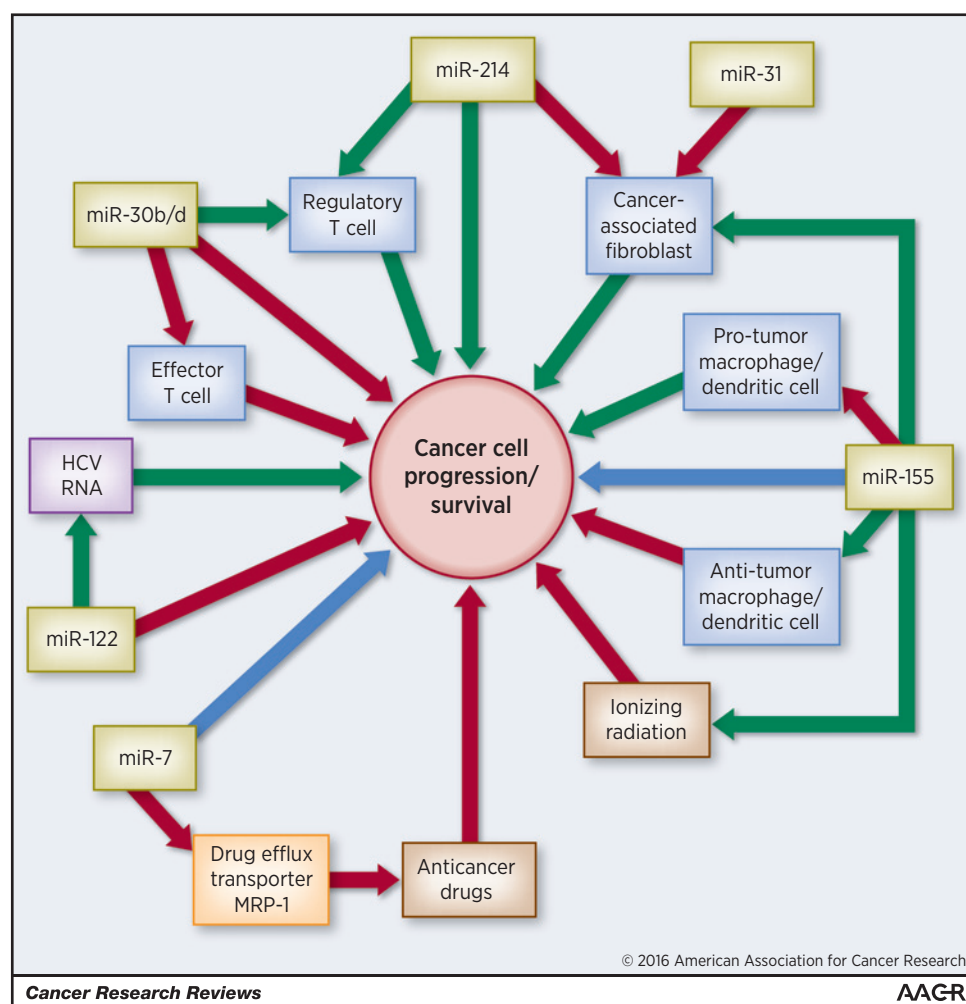 miR-214
miR-31
miR-30b/d
Regulatory
T cell
Cancer-
associated
fibroblast
Effector
T cell
Pro-tumor
macrophage/
dendritic cell
HCV
RNA
Cancer cell
progression/
survival
miR-155
miR-122
Anti-tumor
macrophage/
dendritic cell
miR-7
Ionizing
radiation
Drug efflux
transporter
MRP-1
Anticancer
drugs
© 2016 American Association for Cancer Research
Cancer Research Reviews
AACR